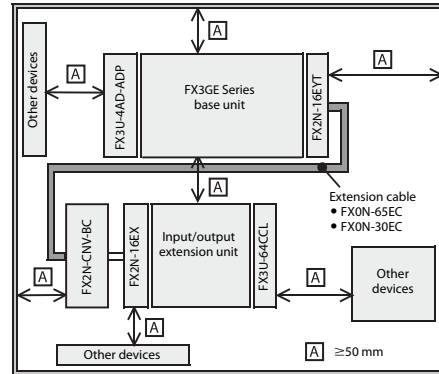 A
Other devices
A
FX3U-4AD-ADP
FX3GE Series
base unit
FX2N-16EYT
A
A
Extension cable
● FX0N-65EC
● FX0N-30EC
FX2N-CNV-BC
FX2N-16EX
Input/output
extension unit
FX3U-64CCL
Other
devices
A
A
A
Other devices
A ≥50 mm